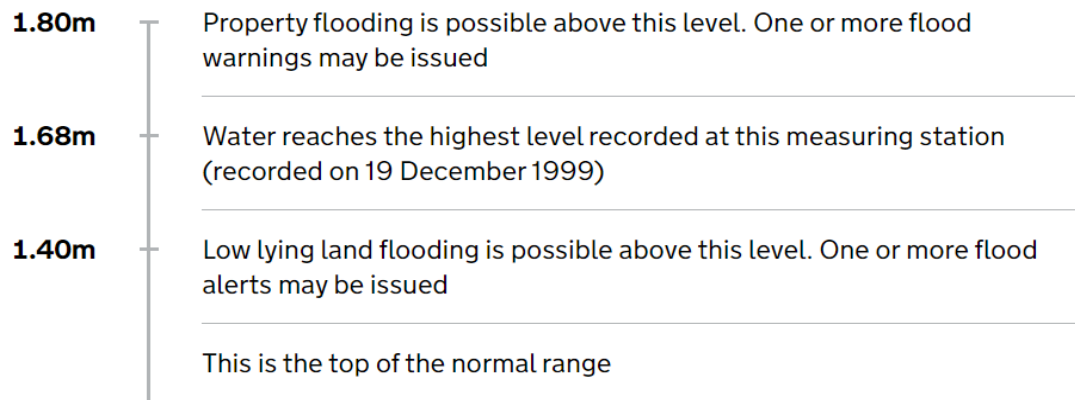 1.80m Property flooding is possible above this level. One or more flood
warnings may be issued
1.68m Water reaches the highest level recorded at this measuring station
(recorded on 19 December 1999)
1.40m Low lying land flooding is possible above this level. One or more flood
alerts may be issued
This is the top of the normal range